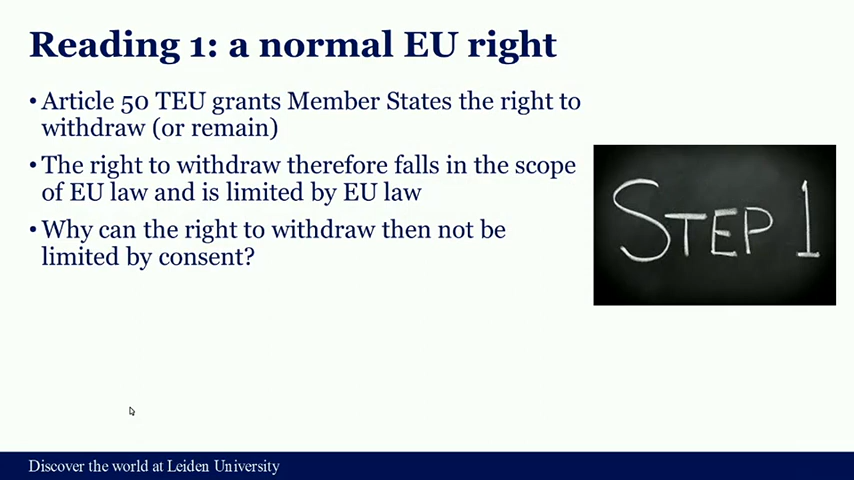 Reading 1: a normal EU right
• Article 50 TEU grants Member States the right to
withdraw (or remain)
• The right to withdraw therefore falls in the scope
of EU law and is limited by EU law
• Why can the right to withdraw then not be
limited by consent?
STEP 1
Discover the world at Leiden University